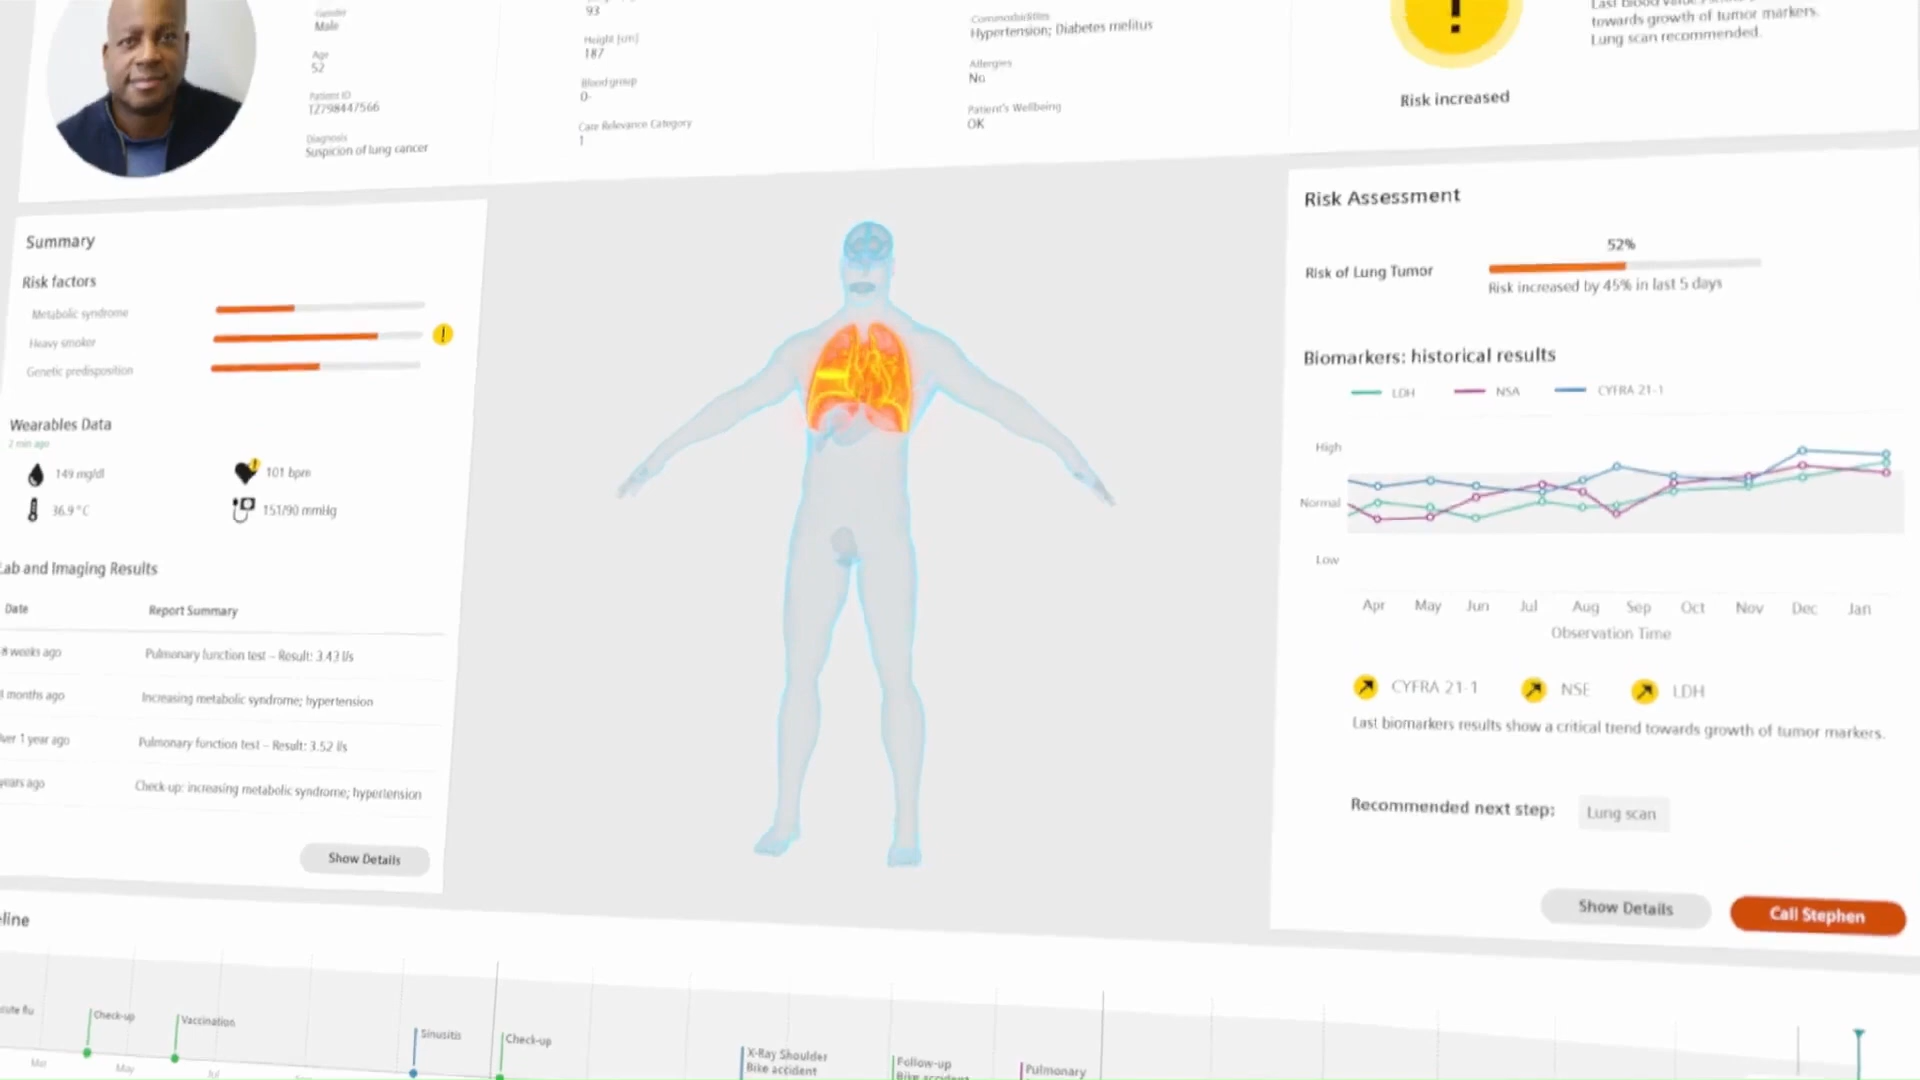 Gender
Male
Age
52
Patient ID
TZ798447566
Diagnosis
Suspicion of lung cancer
93
Height [cm]
187
Blood group
0-
Care Relevance Category
1
Commorbidities
Hypertension; Diabetes melitus
Allergies
No
Patient's Wellbeing
OK
!
Risk increased
towards growth of tumor markers.
Lung scan recommended.
Summary
Risk factors
Metabolic syndrome
Heavy smoker
!
Genetic predisposition
Wearables Data
2 min ago
149 mg/dl
101 bpm
36.9 °C
151/90 mmHg
Lab and Imaging Results
Date
Report Summary
8 weeks ago
Pulmonary function test – Result: 3.43 l/s
months ago
Increasing metabolic syndrome; hypertension
1 year ago
Pulmonary function test – Result: 3.52 l/s
years ago
Check-up: increasing metabolic syndrome; hypertension
Show Details
Risk Assessment
52%
Risk of Lung Tumor
Risk increased by 45% in last 5 days
Biomarkers: historical results
LDH NSA CYFRA 21-1
High
Normal
Low
Apr May Jun Jul Aug Sep Oct Nov Dec Jan
Observation Time
CYFRA 21-1 NSE LDH
Last biomarkers results show a critical trend towards growth of tumor markers.
Recommended next step: Lung scan
Show Details
Call Stephen
eline
flu
Check-up
Vaccination
Sinusitis
Check-up
X-Ray Shoulder
Bike accident
Follow-up
Bike accident
Pulmonary
Mar
May
Jul